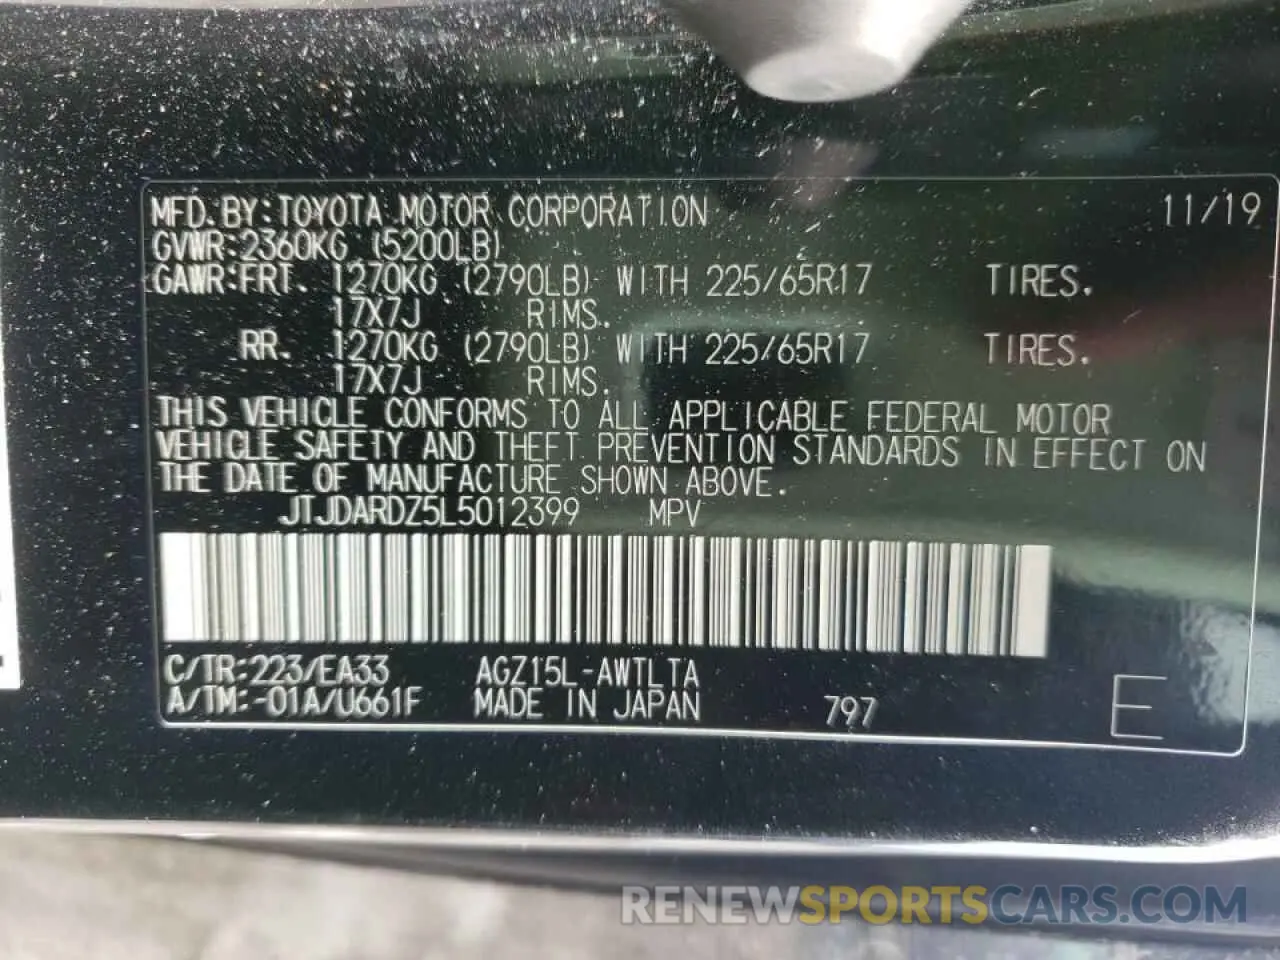 MFD.BY:TOYOTA MOTOR CORPORATION 11/19
GVWR:2360KG (5200LB)
GAWR:FRT. 1270KG (2790LB) WITH 225/65R17 TIRES.
17X7J RIMS.
RR. 1270KG (2790LB) WITH 225/65R17 TIRES.
17X7J RIMS.
THIS VEHICLE CONFORMS TO ALL APPLICABLE FEDERAL MOTOR
VEHICLE SAFETY AND THEFT PREVENTION STANDARDS IN EFFECT ON
THE DATE OF MANUFACTURE SHOWN ABOVE.
JTJDARDZ5L5012399 MPV
C/TR:223/EA33 AGZ15L-AWTLTA
A/TM:-01A/U661F MADE IN JAPAN 797 E
RENEWSPORTSCARS.COM